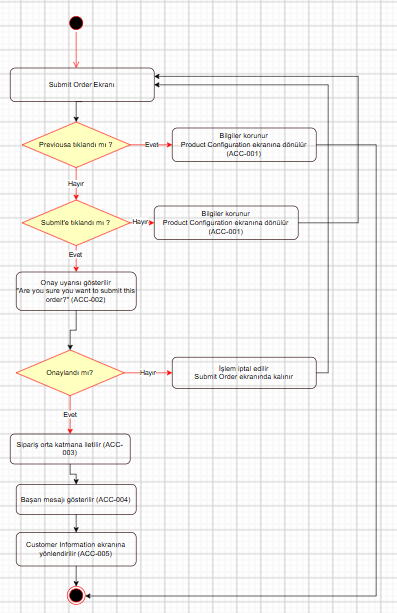 Submit Order Ekranı
Previousa tıklandı mı ?
Evet
Bilgiler korunur
Product Configuration ekranına dönülür
(ACC-001)
Hayır
Submit'e tıklandı mı ?
Hayır
Bilgiler korunur
Product Configuration ekranına dönülür
(ACC-001)
Evet
Onay uyarısı gösterilir
"Are you sure you want to submit this
order?" (ACC-002)
Onaylandı mı?
Hayır
İşlem iptal edilir
Submit Order ekranında kalınır
Evet
Sipariş orta katmana iletilir (ACC-
003)
Başarı mesajı gösterilir (ACC-004)
Customer Information ekranına
yönlendirilir (ACC-005)